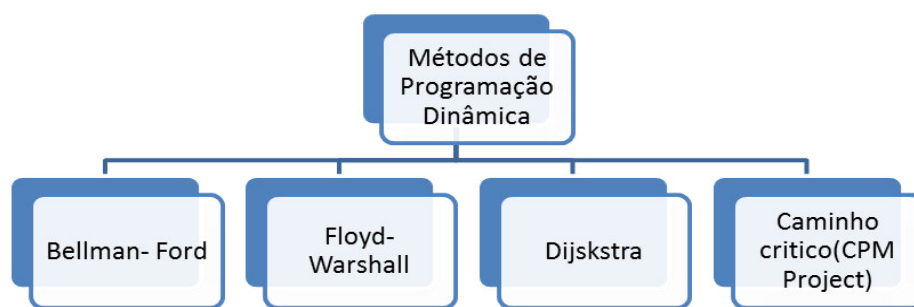 Métodos de
Programação
Dinâmica
Bellman- Ford
Floyd-
Warshall
Dijskstra
Caminho
critico(CPM
Project)